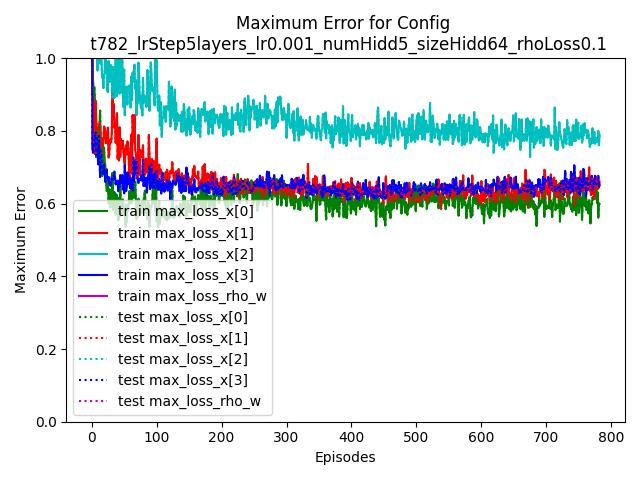 Maximum Error for Config
t782_lrStep5layers_lr0.001_numHidd5_sizeHidd64_rhoLoss0.1
1.0
0.8
0.6
0.4
0.2
0.0
Maximum Error
train max_loss_x[0]
train max_loss_x[1]
train max_loss_x[2]
train max_loss_x[3]
train max_loss_rho_w
test max_loss_x[0]
test max_loss_x[1]
test max_loss_x[2]
test max_loss_x[3]
test max_loss_rho_w
0 100 200 300 400 500 600 700 800
Episodes